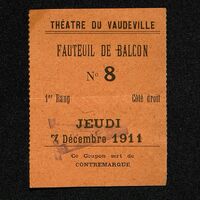 THÉATRE DU VAUDEVILLE
FAUTEUIL DE BALCON
No 8
1er Rang Côté droit
JEUDI
7 Décembre 1911
Ce Coupon sert de
CONTREMARQUE